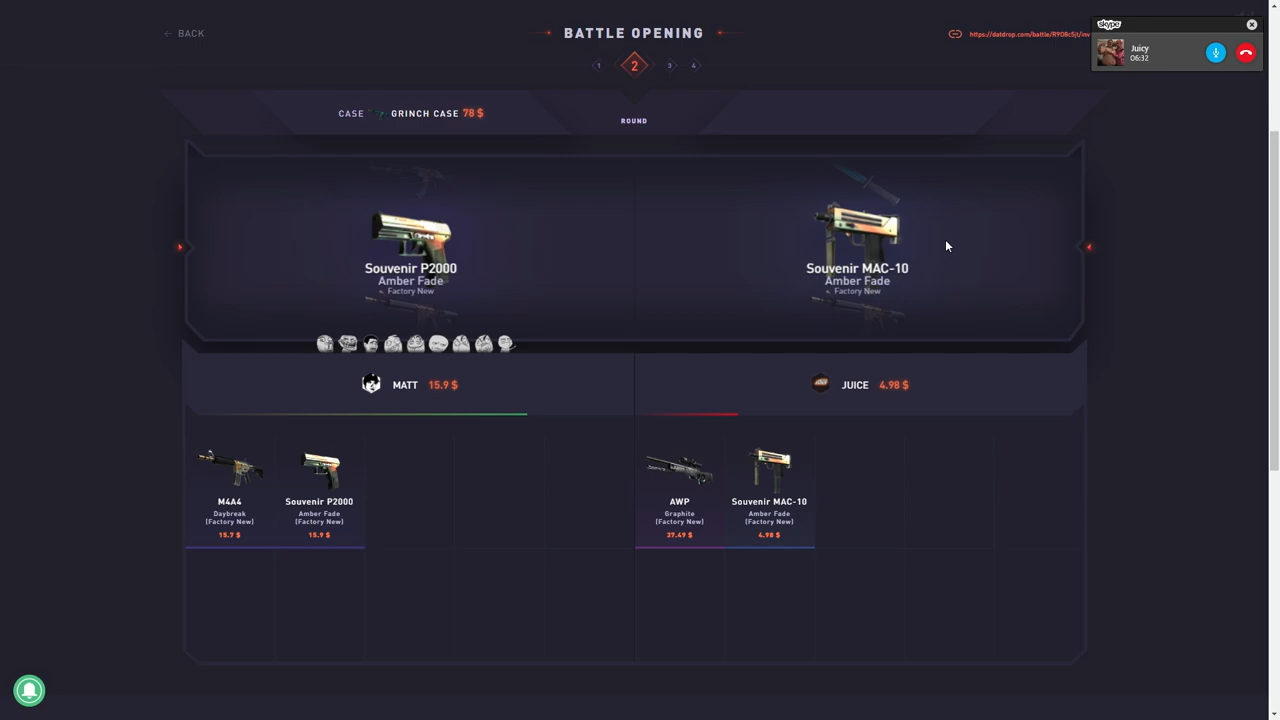 skype
← BACK
BATTLE OPENING
https://datdrop.com/battle/R9O8c5jt/inv
Juicy
06:32
1
2
3
4
CASE GRINCH CASE 78 $
ROUND
Souvenir P2000
Amber Fade
Factory New
Souvenir MAC-10
Amber Fade
Factory New
MATT 15.9 $
JUICE 4.98 $
M4A4
Daybreak
(Factory New)
15.7 $
Souvenir P2000
Amber Fade
(Factory New)
15.9 $
AWP
Graphite
(Factory New)
37.49 $
Souvenir MAC-10
Amber Fade
(Factory New)
4.98 $